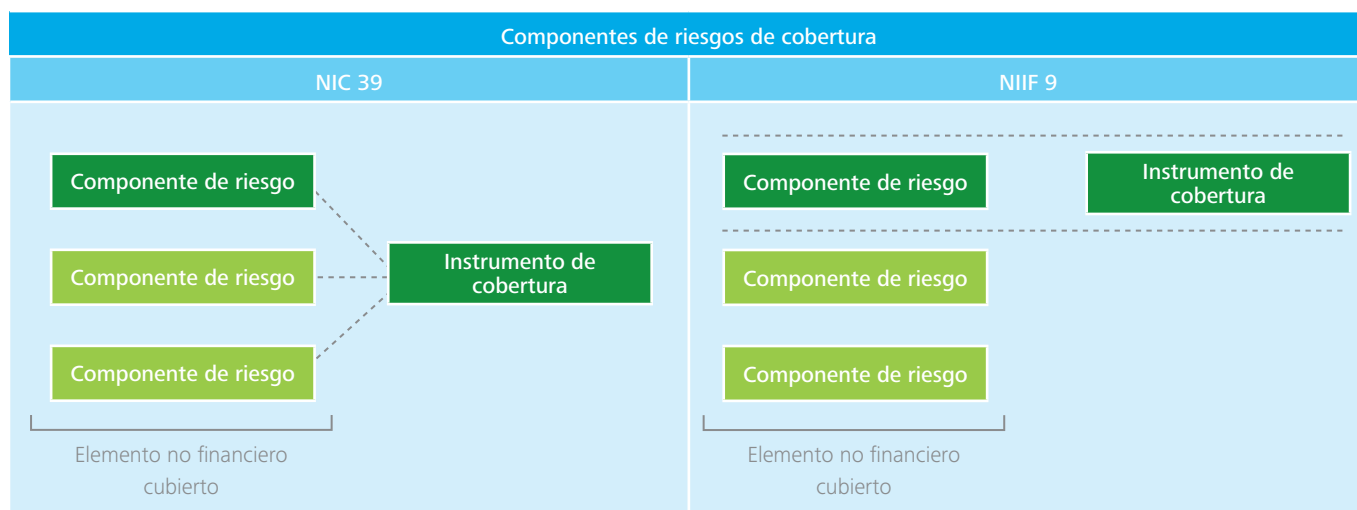 Componentes de riesgos de cobertura
NIC 39
Componente de riesgo
Componente de riesgo
Componente de riesgo
Instrumento de
cobertura
Elemento no financiero
cubierto
NIIF 9
Componente de riesgo
Instrumento de
cobertura
Componente de riesgo
Componente de riesgo
Elemento no financiero
cubierto